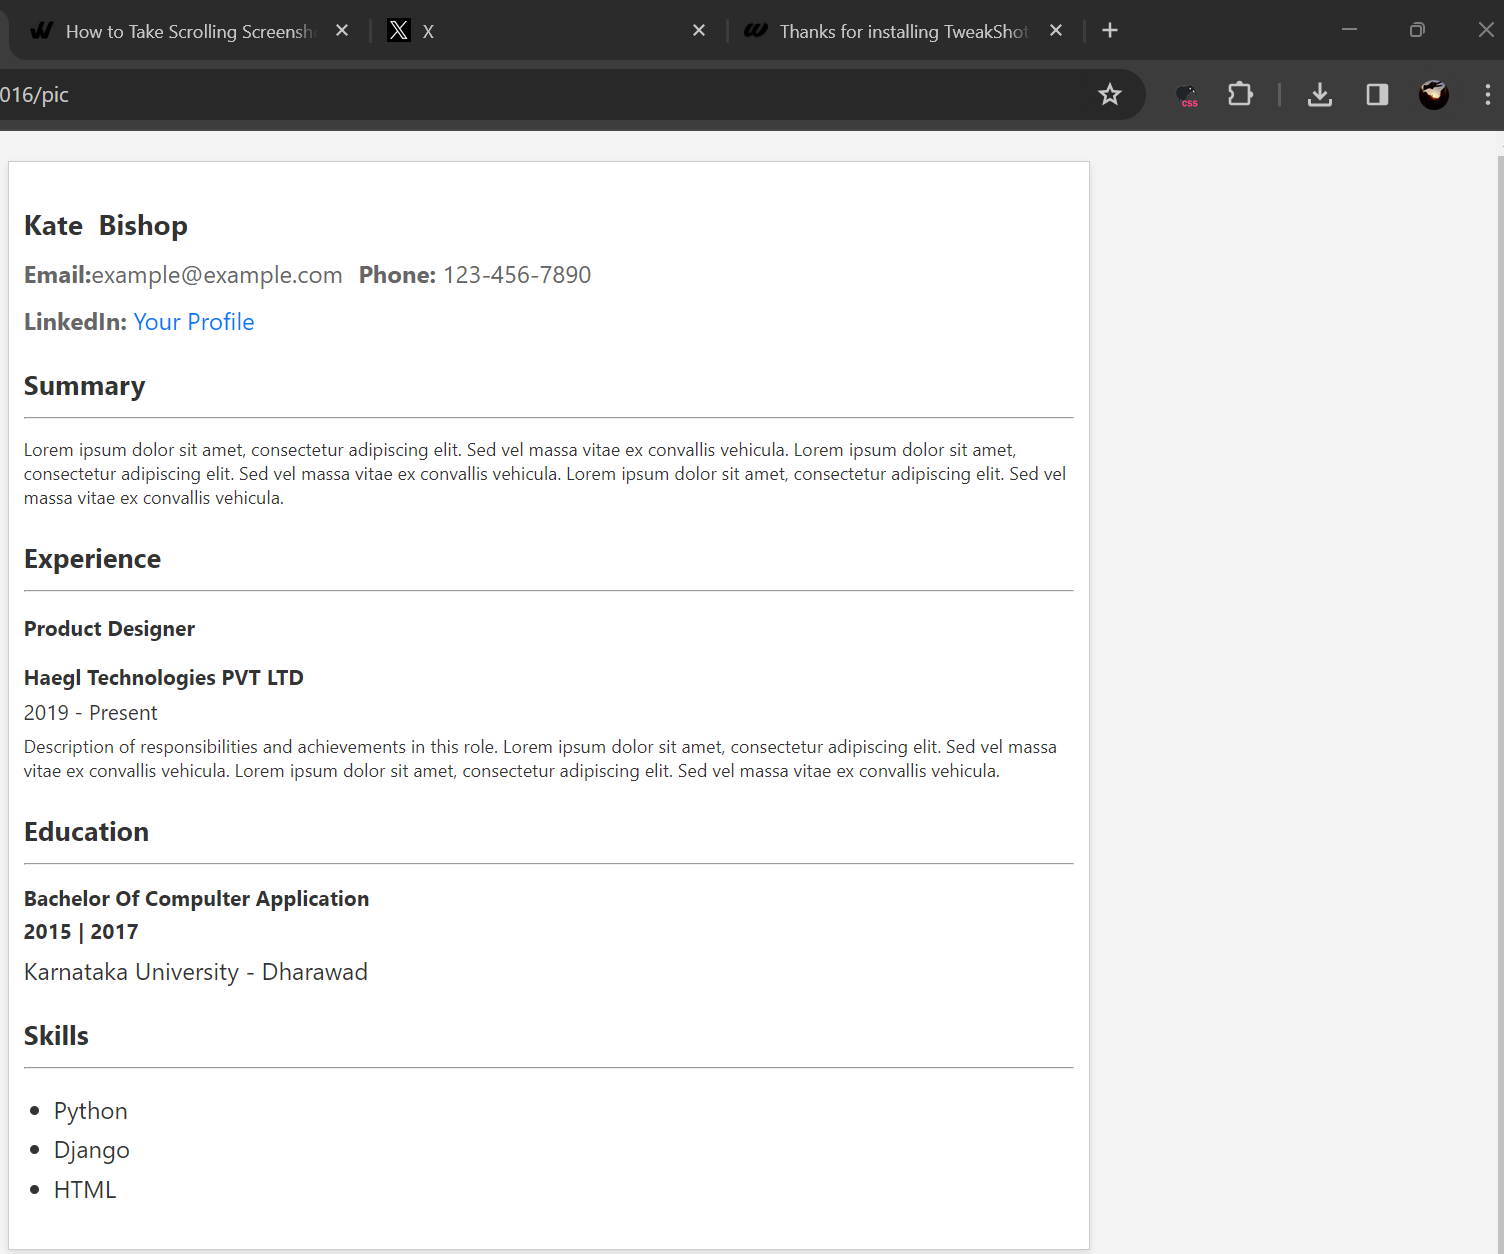 How to Take Scrolling Screensh
X
Thanks for installing TweakShot
016/pic
CSS
Kate Bishop
Email:example@example.com Phone: 123-456-7890
LinkedIn: Your Profile
Summary
Lorem ipsum dolor sit amet, consectetur adipiscing elit. Sed vel massa vitae ex convallis vehicula. Lorem ipsum dolor sit amet,
consectetur adipiscing elit. Sed vel massa vitae ex convallis vehicula. Lorem ipsum dolor sit amet, consectetur adipiscing elit. Sed vel
massa vitae ex convallis vehicula.
Experience
Product Designer
Haegl Technologies PVT LTD
2019 - Present
Description of responsibilities and achievements in this role. Lorem ipsum dolor sit amet, consectetur adipiscing elit. Sed vel massa
vitae ex convallis vehicula. Lorem ipsum dolor sit amet, consectetur adipiscing elit. Sed vel massa vitae ex convallis vehicula.
Education
Bachelor Of Compulter Application
2015 | 2017
Karnataka University - Dharawad
Skills
• Python
• Django
• HTML